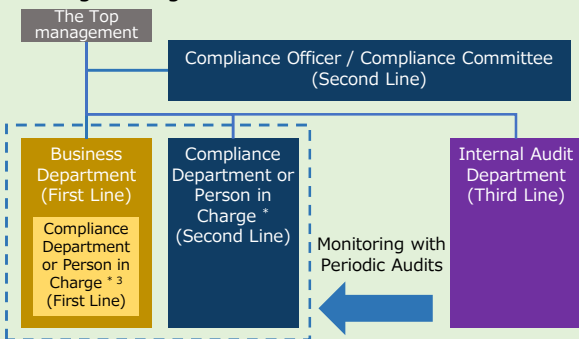 The Top
management
Compliance Officer / Compliance Committee
(Second Line)
Business
Department
(First Line)
Compliance
Department
or Person in
Charge * 3
(First Line)
Compliance
Department or
Person in
Charge *
(Second Line)
Monitoring with
Periodic Audits
Internal Audit
Department
(Third Line)